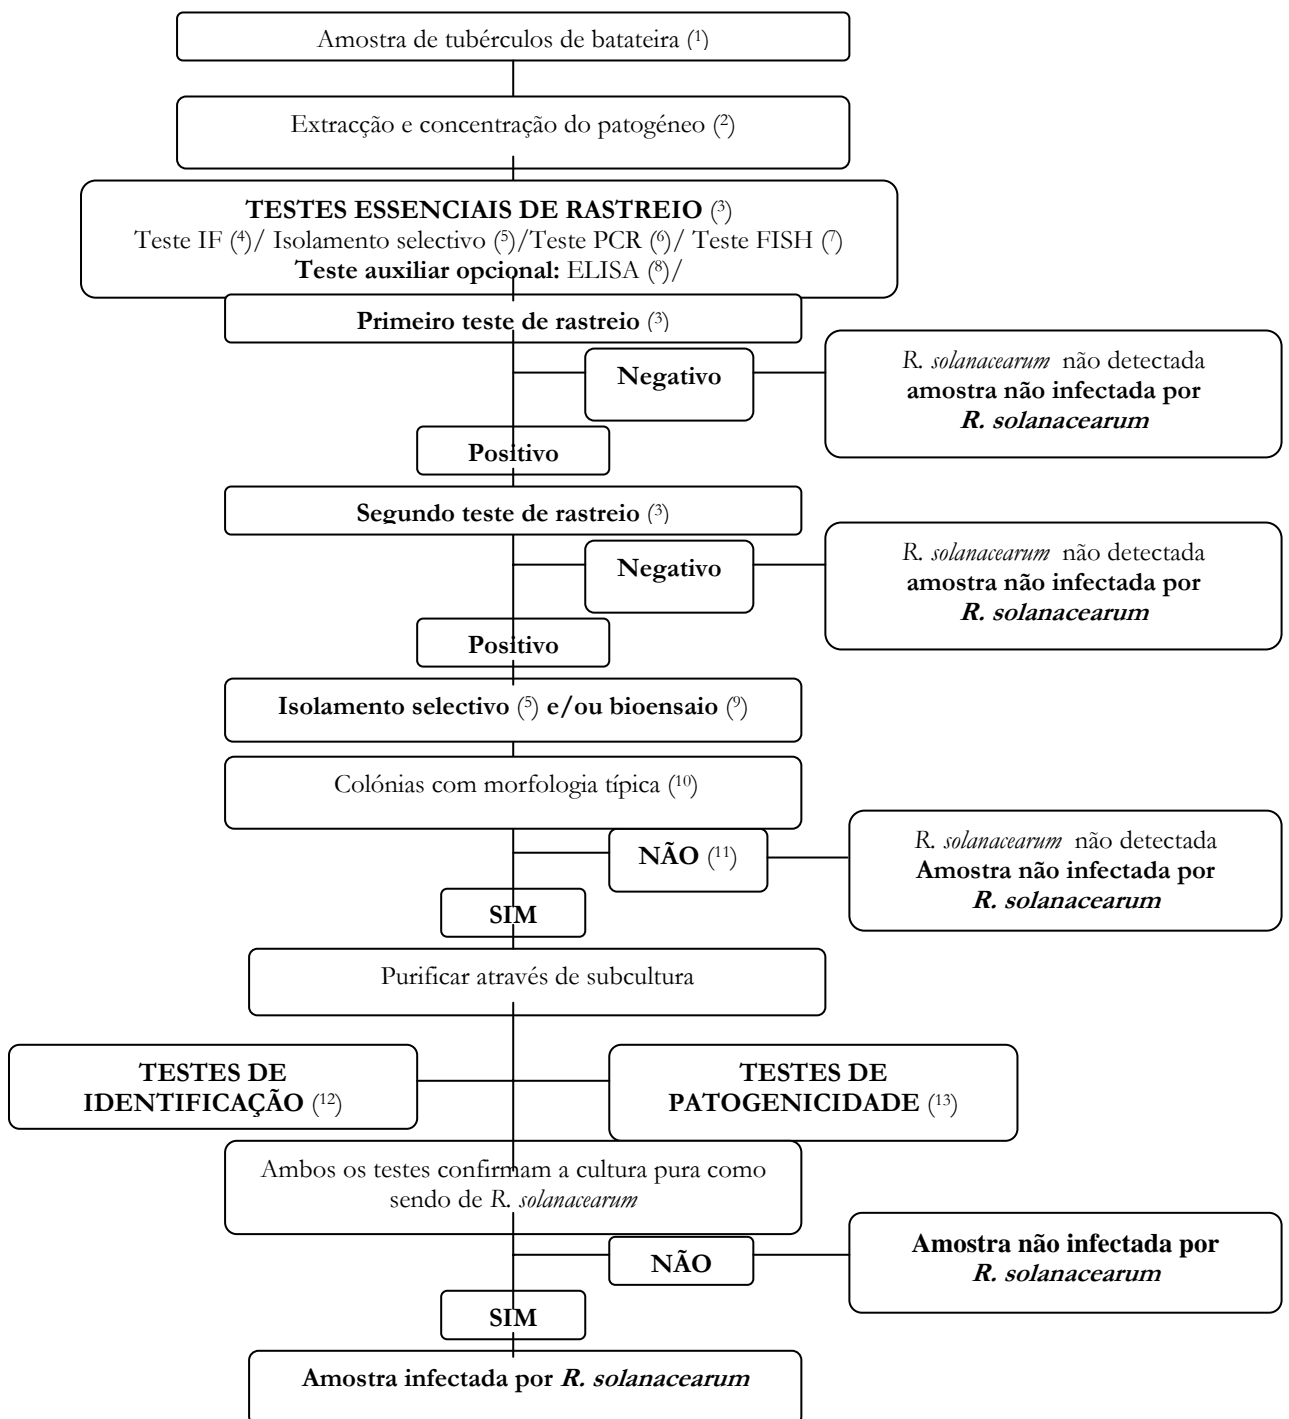 Amostra de tubérculos de batateira (1)
Extracção e concentração do patogéneo (2)
TESTES ESSENCIAIS DE RASTREIO (3)
Teste IF (4)/ Isolamento selectivo (5)/Teste PCR (6)/ Teste FISH (7)
Teste auxiliar opcional: ELISA (8)/
Primeiro teste de rastreio (3)
Negativo
R. solanacearum não detectada
amostra não infectada por
R. solanacearum
Positivo
Segundo teste de rastreio (3)
Negativo
R. solanacearum não detectada
amostra não infectada por
R. solanacearum
Positivo
Isolamento selectivo (5) e/ou bioensaio (9)
Colónias com morfologia típica (10)
NÃO (11)
R. solanacearum não detectada
Amostra não infectada por
R. solanacearum
SIM
Purificar através de subcultura
TESTES DE
IDENTIFICAÇÃO (12)
TESTES DE
PATOGENICIDADE (13)
Ambos os testes confirmam a cultura pura como
sendo de R. solanacearum
NÃO
Amostra não infectada por
R. solanacearum
SIM
Amostra infectada por R. solanacearum